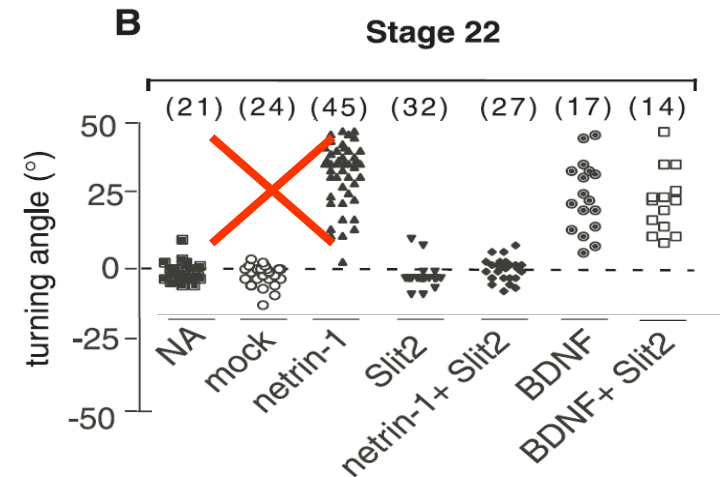 B
Stage 22
(21) (24) (45) (32) (27) (17) (14)
turning angle (°)
50
25
0
-25
-50
NA
mock
netrin-1
Slit2
netrin-1+ Slit2
BDNF
BDNF+ Slit2